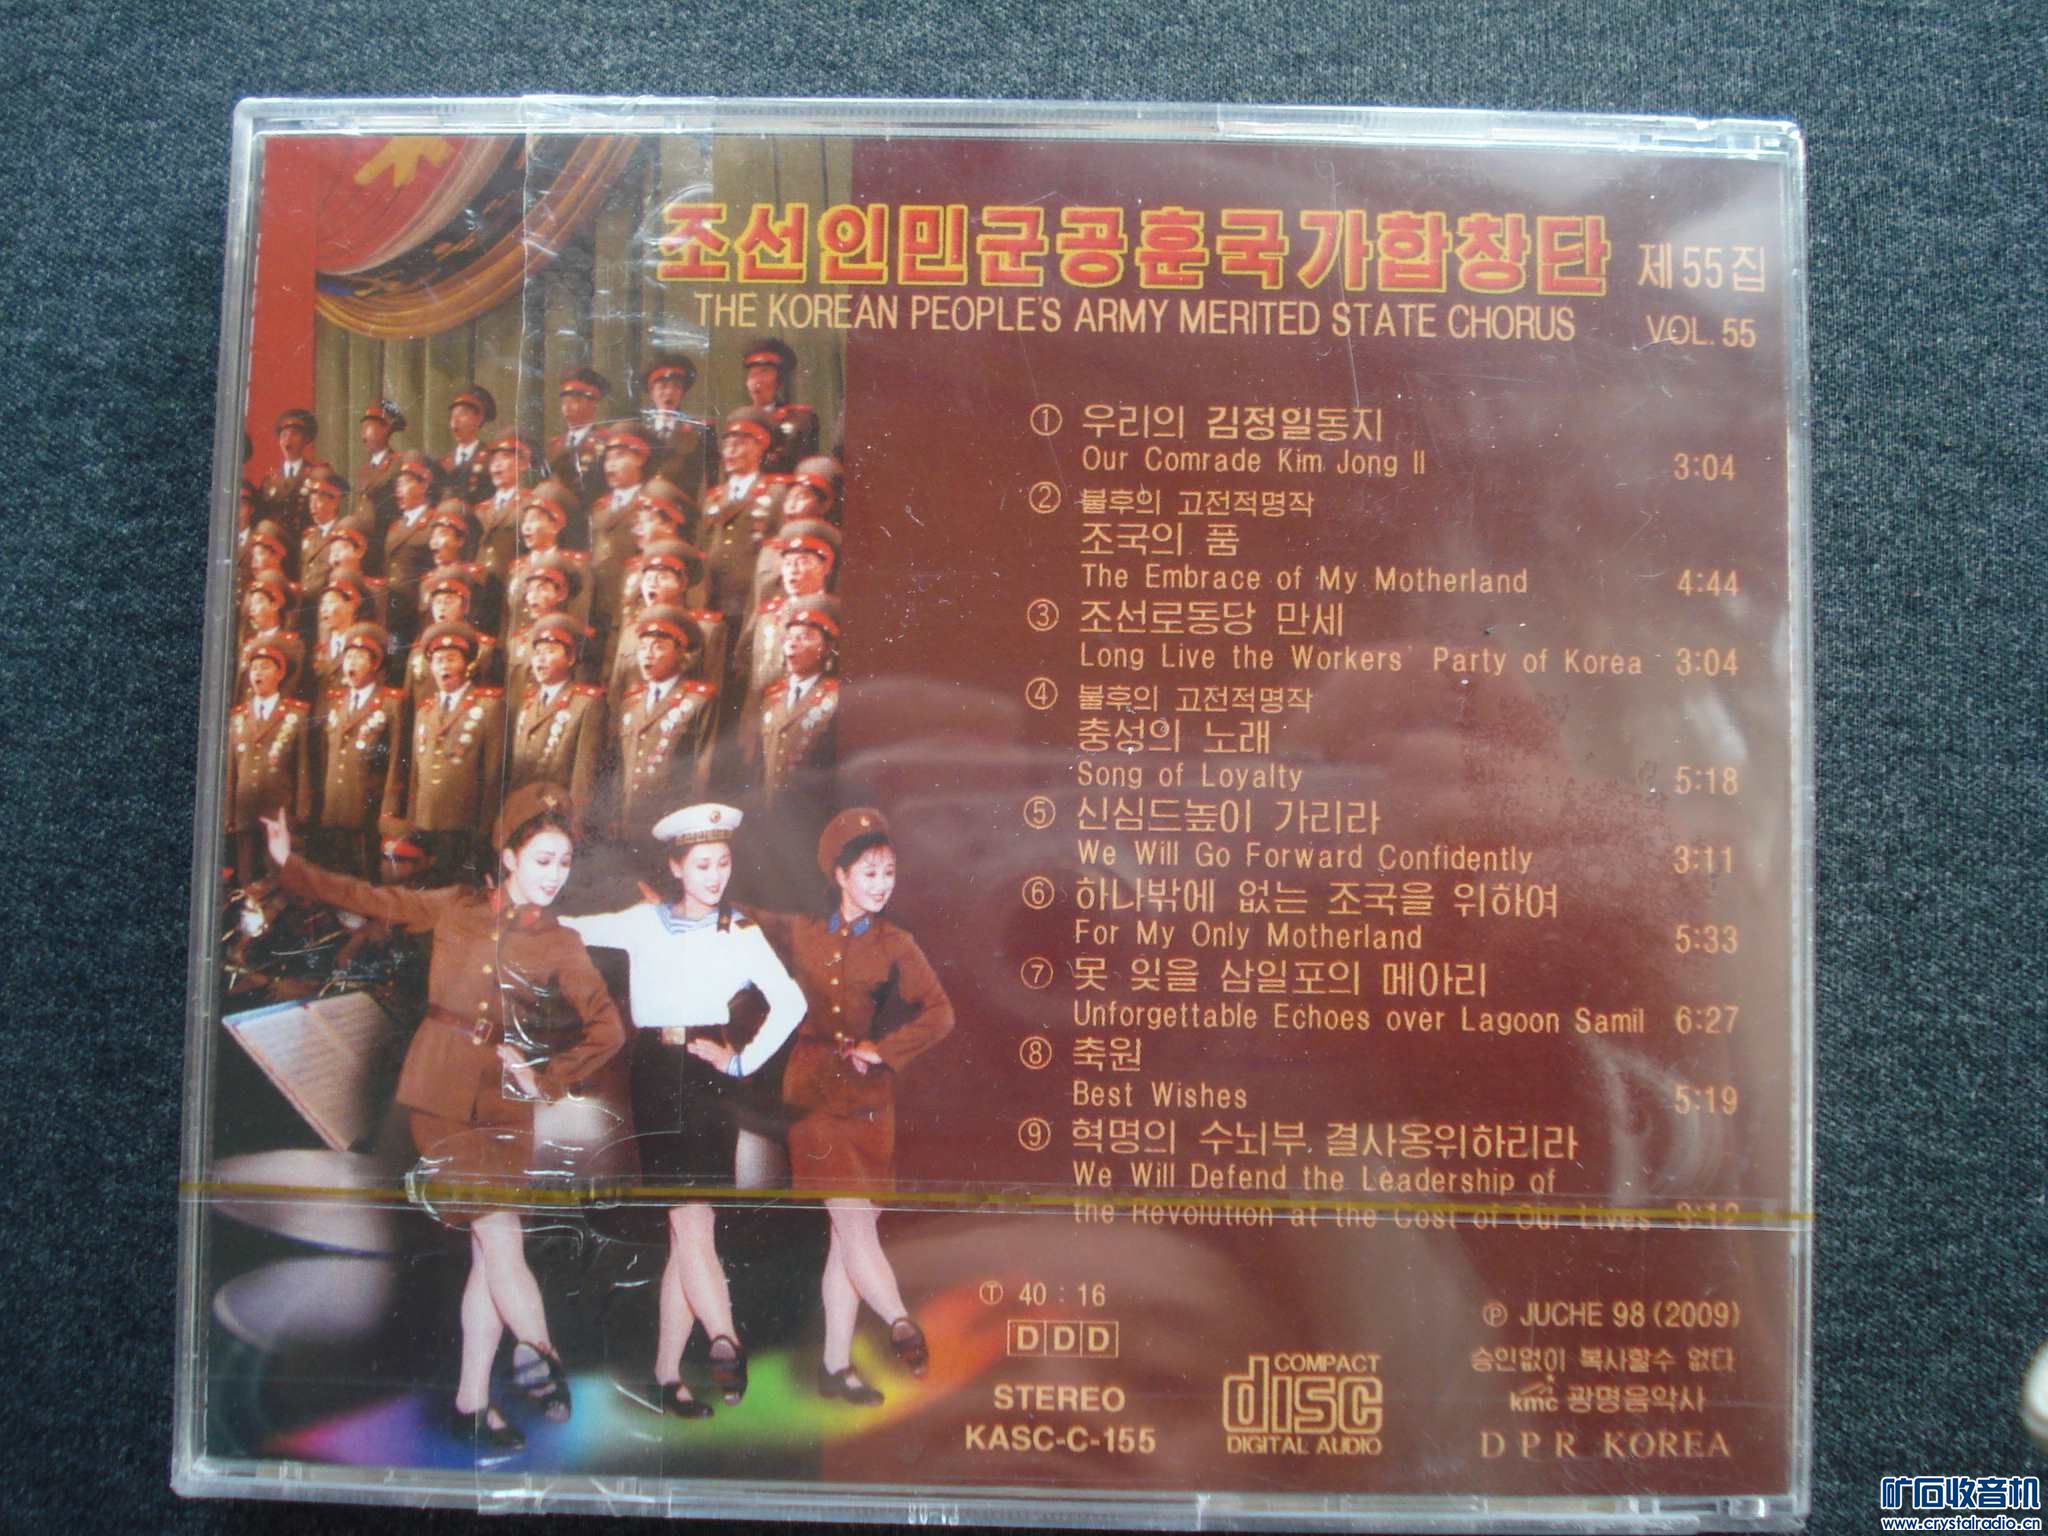 조선인민군공훈국가합창단 제55집
THE KOREAN PEOPLE'S ARMY MERITED STATE CHORUS VOL. 55
① 우리의 김정일동지
Our Comrade Kim Jong Il 3:04
② 불후의 고전적명작
조국의 품
The Embrace of My Motherland 4:44
③ 조선로동당 만세
Long Live the Workers' Party of Korea 3:04
④ 불후의 고전적명작
충성의 노래
Song of Loyalty 5:18
⑤ 신심드높이 가리라
We Will Go Forward Confidently 3:11
⑥ 하나밖에 없는 조국을 위하여
For My Only Motherland 5:33
⑦ 못 잊을 삼일포의 메아리
Unforgettable Echoes over Lagoon Samil 6:27
⑧ 축원
Best Wishes 5:19
⑨ 혁명의 수뇌부 결사옹위하리라
We Will Defend the Leadership of
the Revolution at the Cost of Our Lives 3:12
Ⓣ 40 : 16
DDD
STEREO
KASC-C-155
COMPACT
disc
DIGITAL AUDIO
Ⓟ JUCHE 98 (2009)
승인없이 복사할수 없다
kmc 광명음악사
D P R KOREA
矿石收音机
www.crystalradio.cn